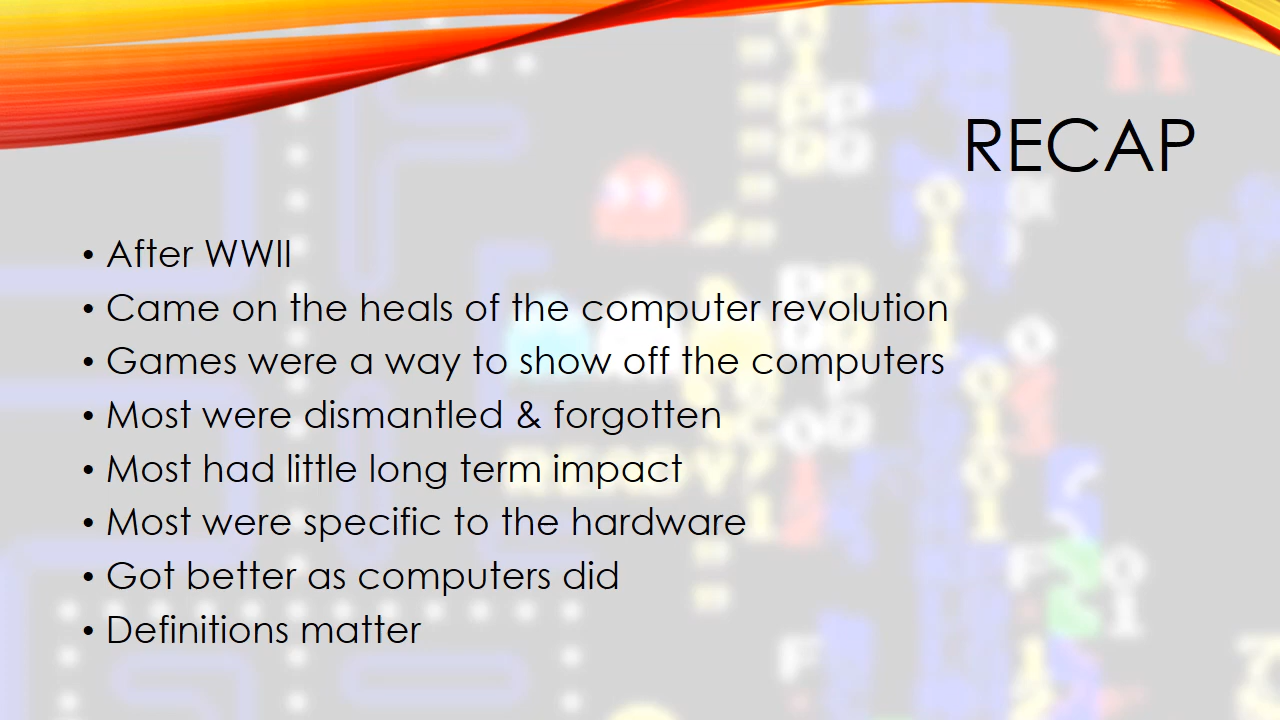 RECAP
• After WWII
• Came on the heals of the computer revolution
• Games were a way to show off the computers
• Most were dismantled & forgotten
• Most had little long term impact
• Most were specific to the hardware
• Got better as computers did
• Definitions matter